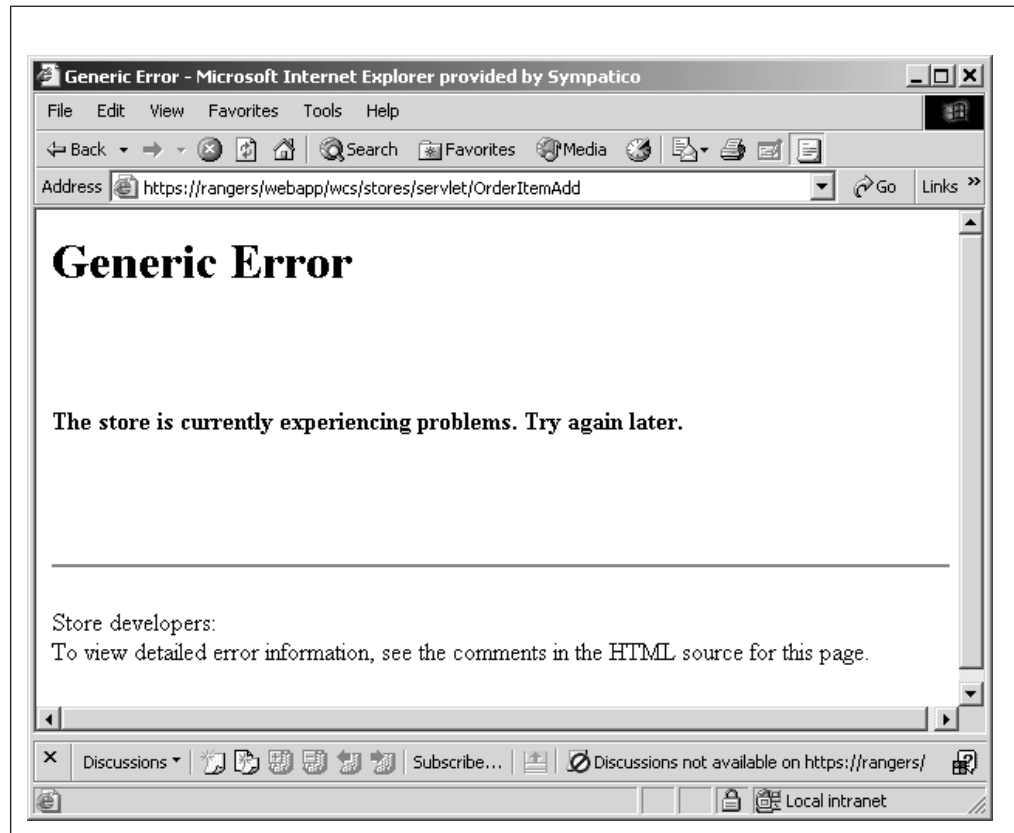 Generic Error - Microsoft Internet Explorer provided by Sympatico
File Edit View Favorites Tools Help
Back Search Favorites Media
Address https://rangers/webapp/wcs/stores/servlet/OrderItemAdd Go Links »
Generic Error
The store is currently experiencing problems. Try again later.
Store developers:
To view detailed error information, see the comments in the HTML source for this page.
Discussions Subscribe... Discussions not available on https://rangers/
Local intranet